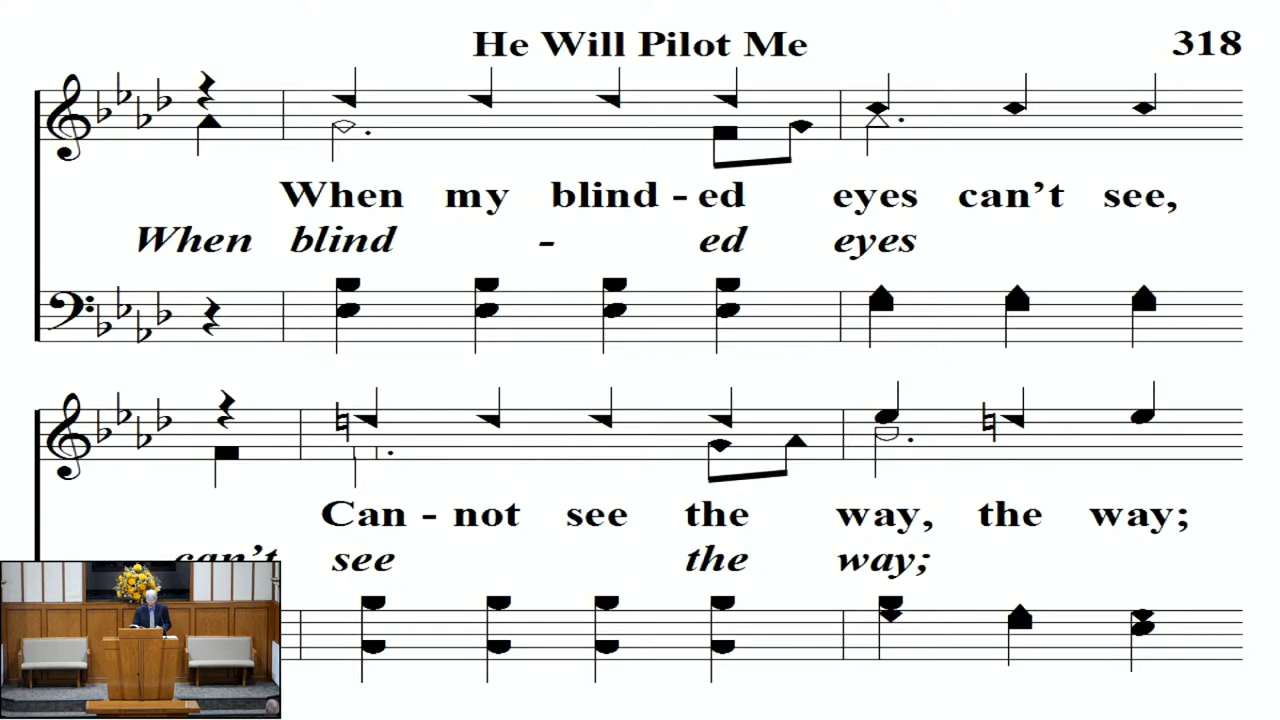 He Will Pilot Me 318
When my blind - ed eyes can't see,
When blind - ed eyes
Can - not see the way, the way;
can't see the way;